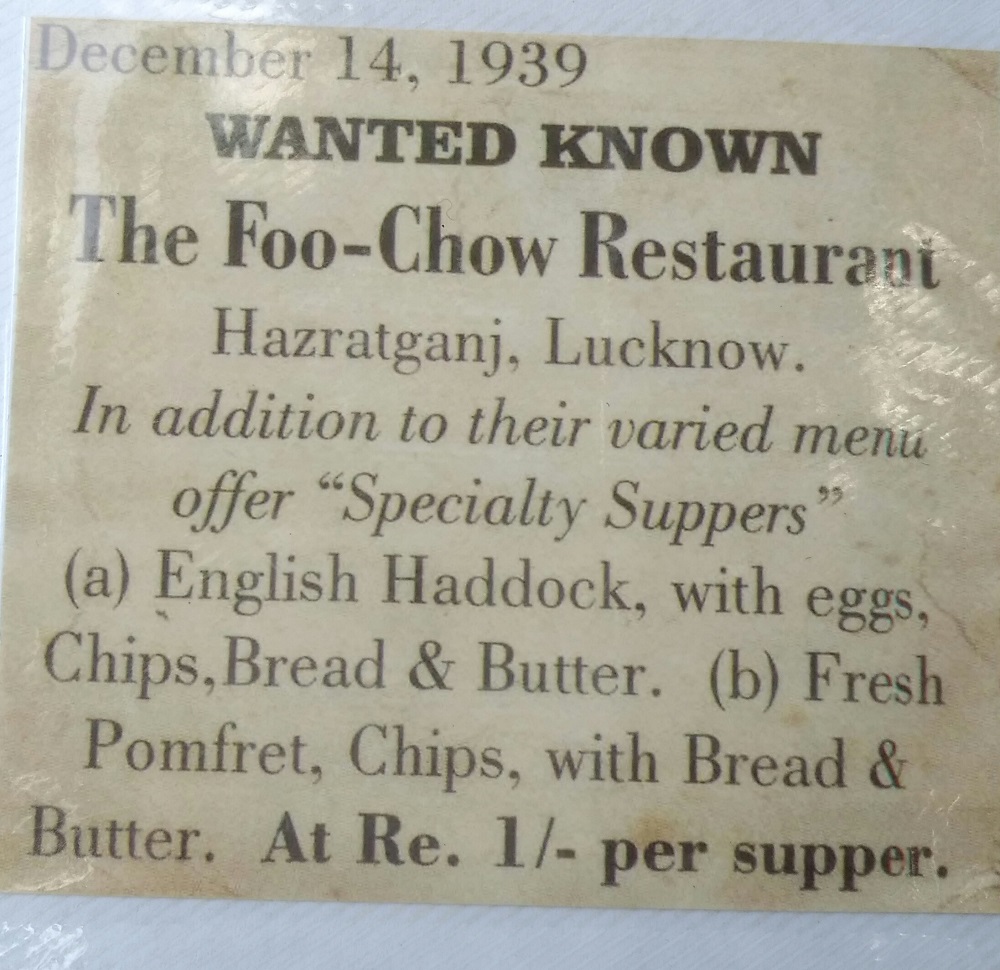 December 14, 1939
WANTED KNOWN
The Foo-Chow Restaurant
Hazratganj, Lucknow.
In addition to their varied menu
offer “Specialty Suppers”
(a) English Haddock, with eggs,
Chips,Bread & Butter. (b) Fresh
Pomfret, Chips, with Bread &
Butter. At Re. 1/- per supper.